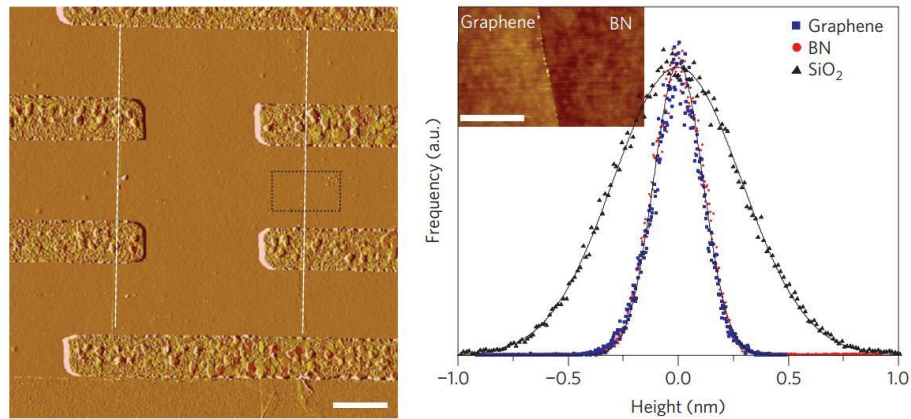 Graphene
BN
Graphene
BN
SiO₂
Frequency (a.u.)
−1.0
−0.5
0.0
0.5
1.0
Height (nm)